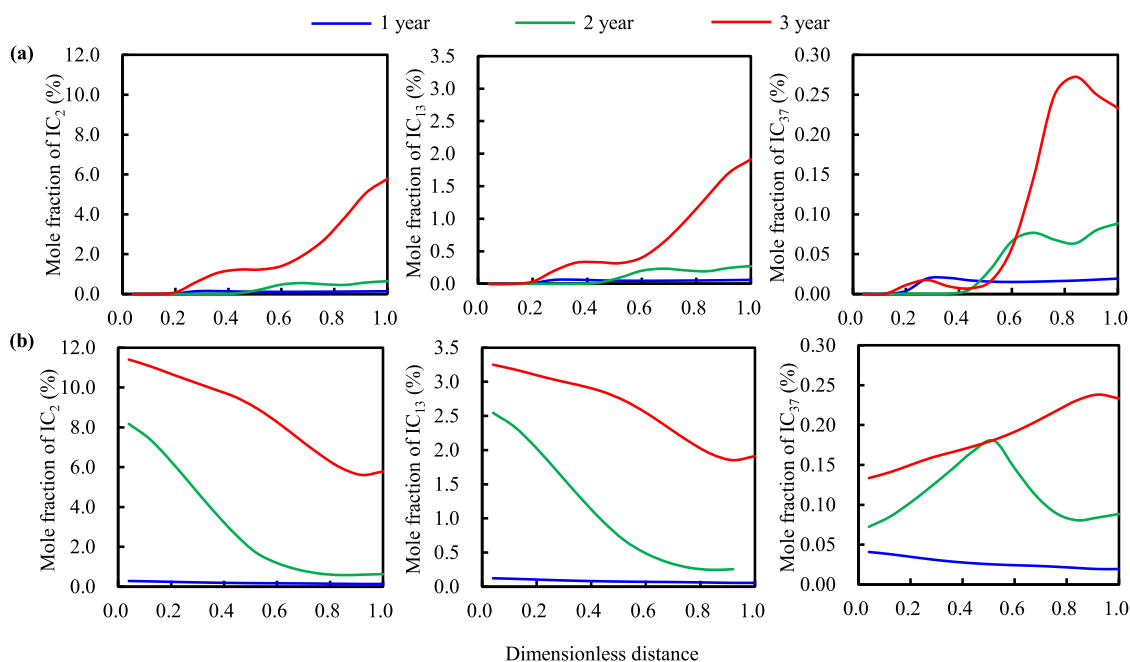 1 year 2 year 3 year
(a)
Mole fraction of IC2 (%)
12.0
10.0
8.0
6.0
4.0
2.0
0.0
0.0 0.2 0.4 0.6 0.8 1.0
Mole fraction of IC13 (%)
3.5
3.0
2.5
2.0
1.5
1.0
0.5
0.0
0.0 0.2 0.4 0.6 0.8 1.0
Mole fraction of IC37 (%)
0.30
0.25
0.20
0.15
0.10
0.05
0.00
0.0 0.2 0.4 0.6 0.8 1.0
(b)
Mole fraction of IC2 (%)
12.0
10.0
8.0
6.0
4.0
2.0
0.0
0.0 0.2 0.4 0.6 0.8 1.0
Mole fraction of IC13 (%)
3.5
3.0
2.5
2.0
1.5
1.0
0.5
0.0
0.0 0.2 0.4 0.6 0.8 1.0
Mole fraction of IC37 (%)
0.30
0.25
0.20
0.15
0.10
0.05
0.00
0.0 0.2 0.4 0.6 0.8 1.0
Dimensionless distance